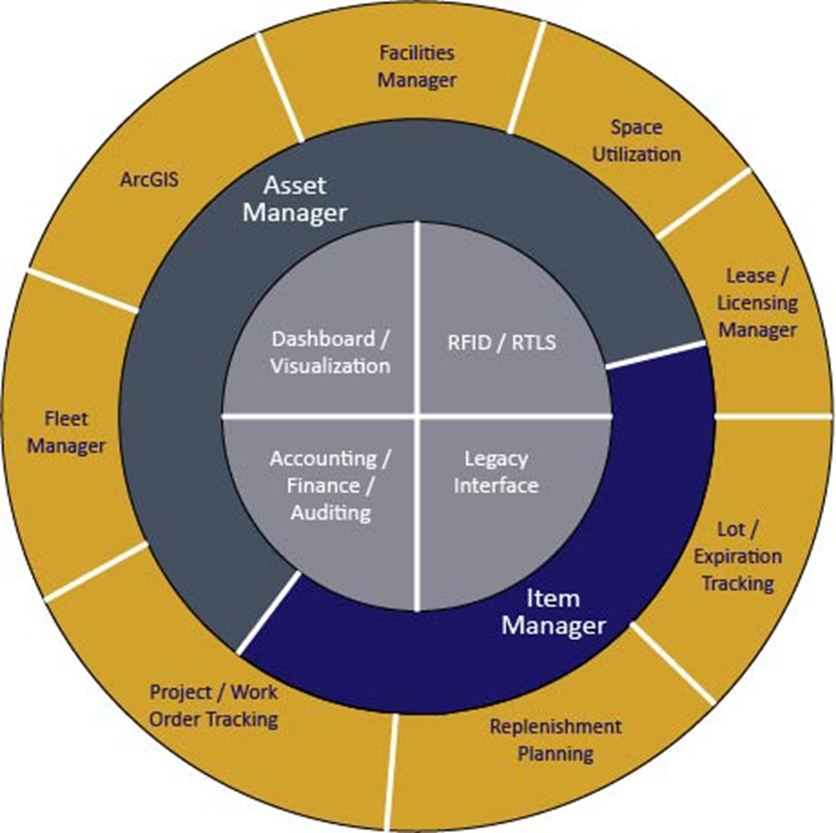 Facilities
Manager
Space
Utilization
ArcGIS
Asset
Manager
Lease /
Licensing
Manager
Dashboard /
Visualization
RFID / RTLS
Fleet
Manager
Accounting /
Finance /
Auditing
Legacy
Interface
Lot /
Expiration
Tracking
Item
Manager
Project / Work
Order Tracking
Replenishment
Planning